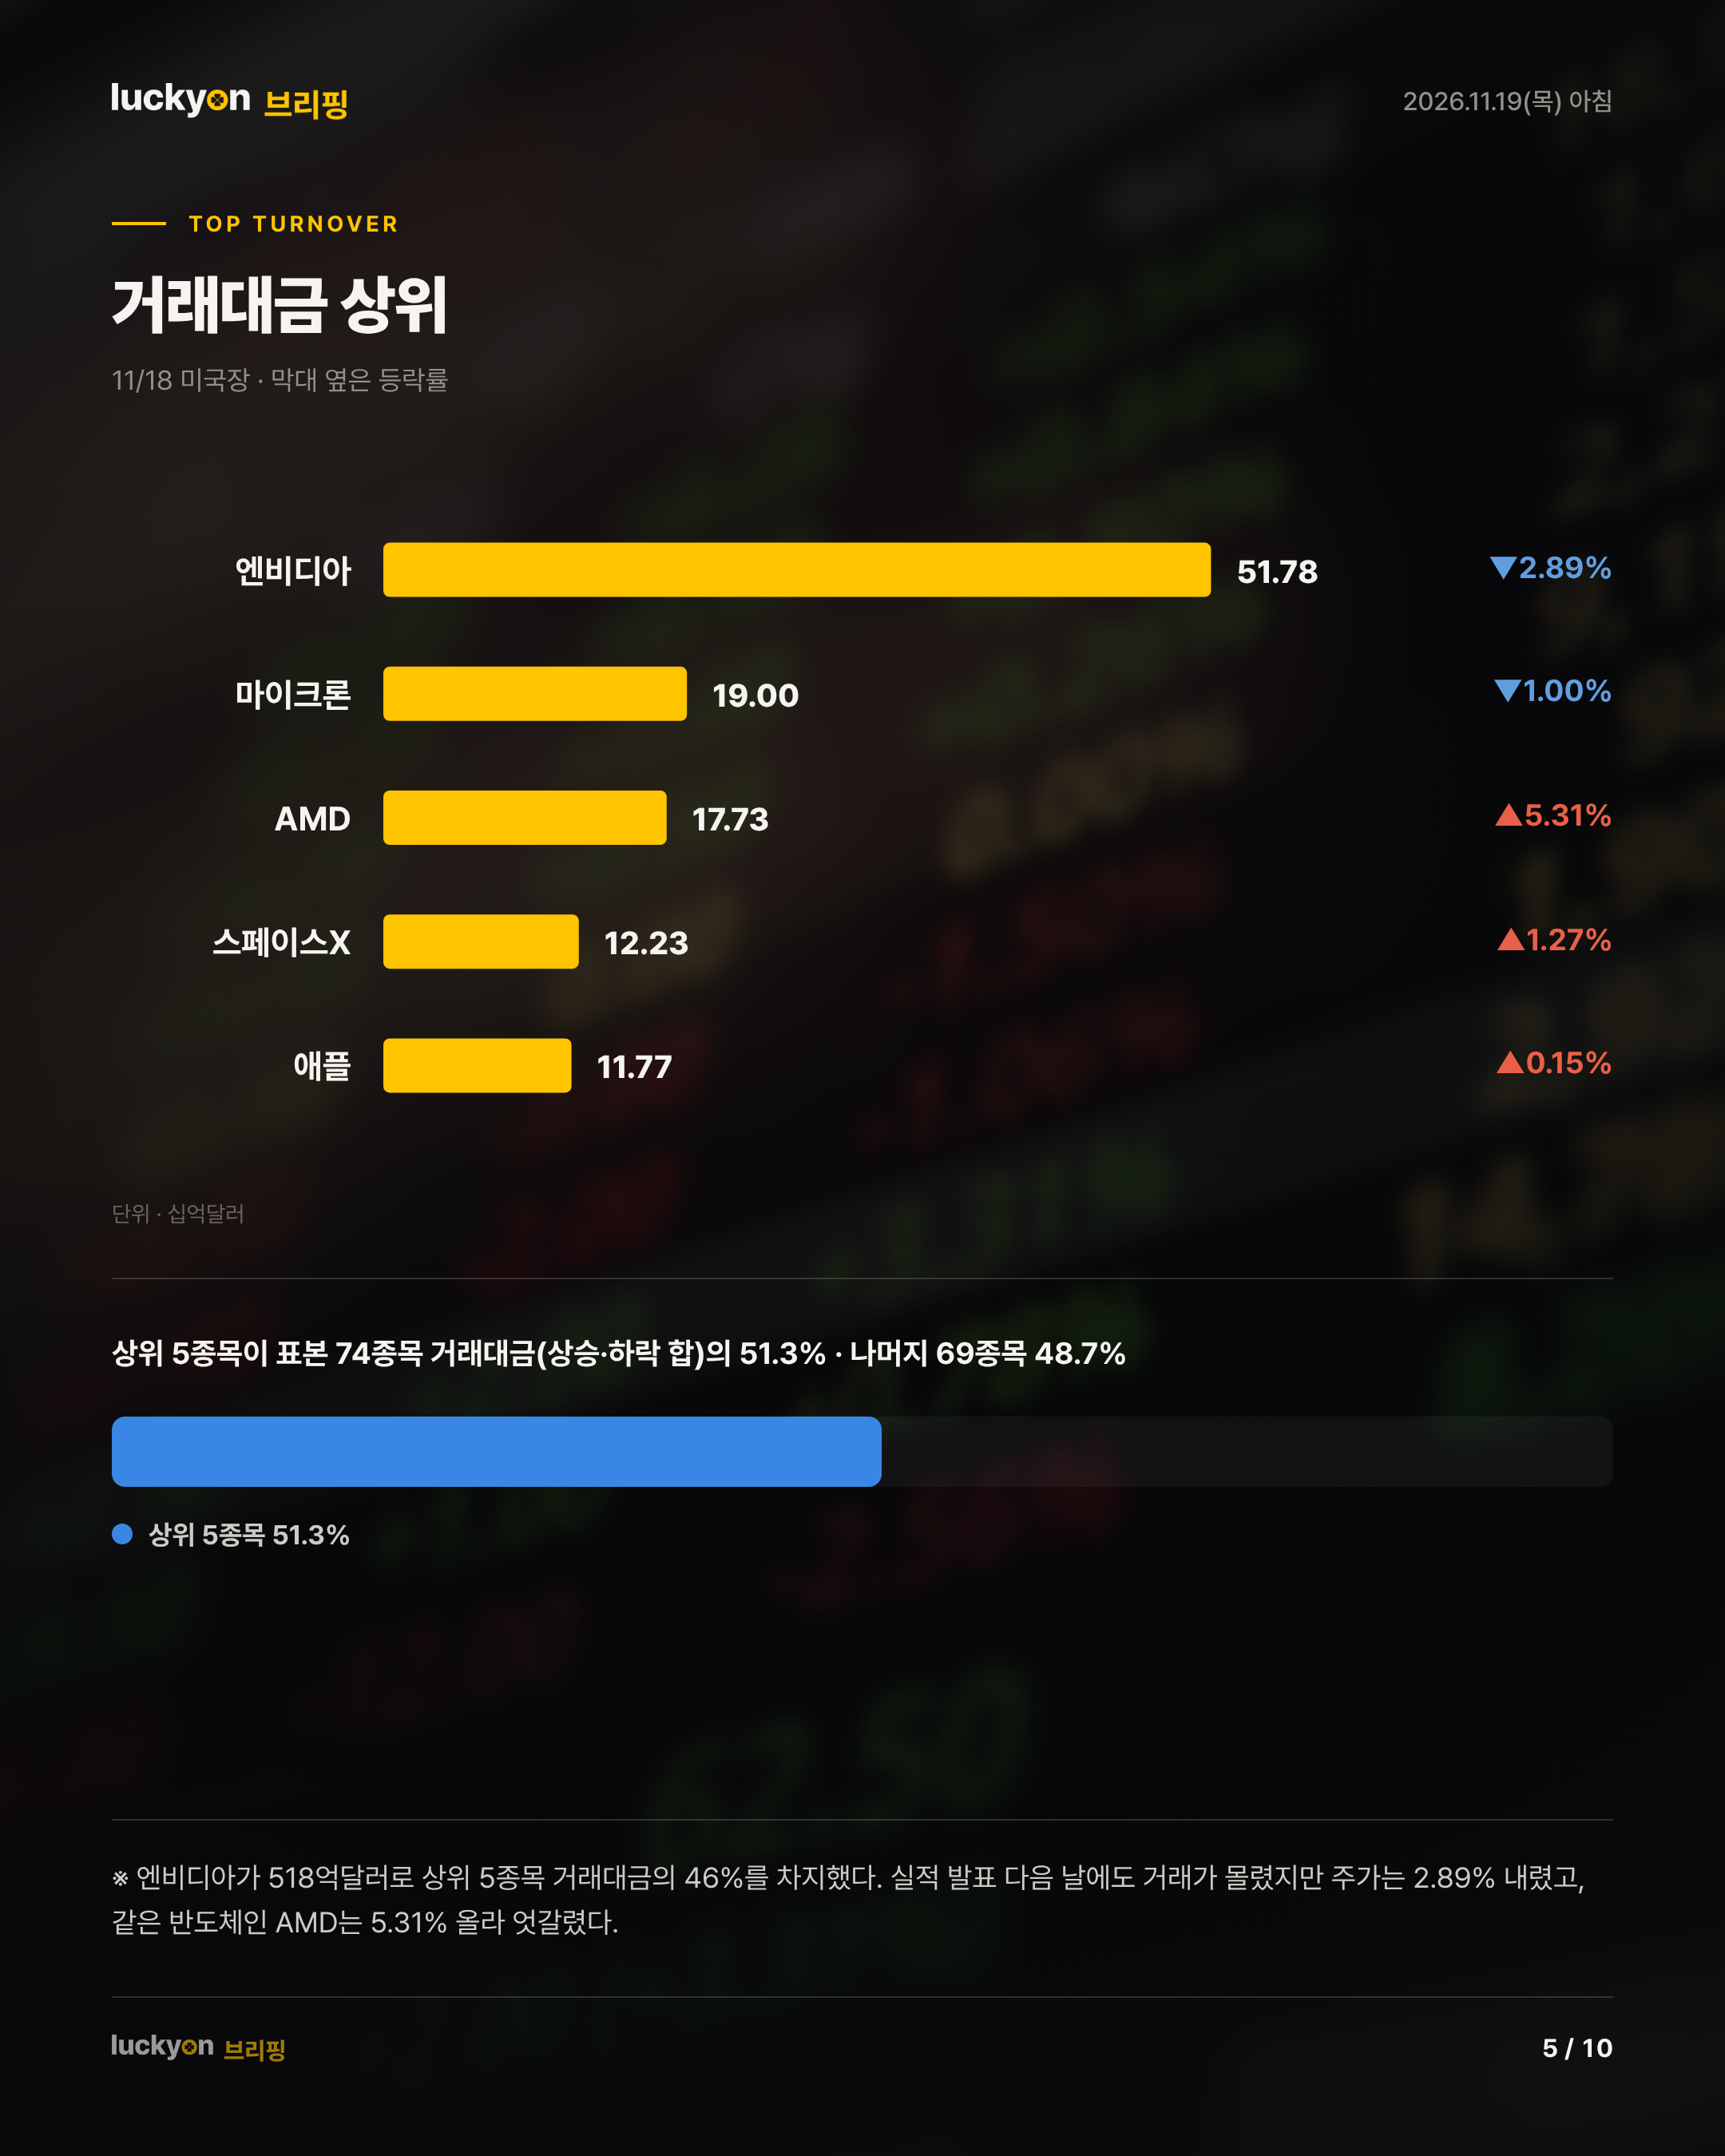 luckyon 브리핑
2026.11.19(목) 아침
TOP TURNOVER
거래대금 상위
11/18 미국장 · 막대 옆은 등락률
엔비디아 51.78 ▼2.89%
마이크론 19.00 ▼1.00%
AMD 17.73 ▲5.31%
스페이스X 12.23 ▲1.27%
애플 11.77 ▲0.15%
단위 · 십억달러
상위 5종목이 표본 74종목 거래대금(상승·하락 합)의 51.3% · 나머지 69종목 48.7%
상위 5종목 51.3%
※ 엔비디아가 518억달러로 상위 5종목 거래대금의 46%를 차지했다. 실적 발표 다음 날에도 거래가 몰렸지만 주가는 2.89% 내렸고,
같은 반도체인 AMD는 5.31% 올라 엇갈렸다.
luckyon 브리핑
5 / 10